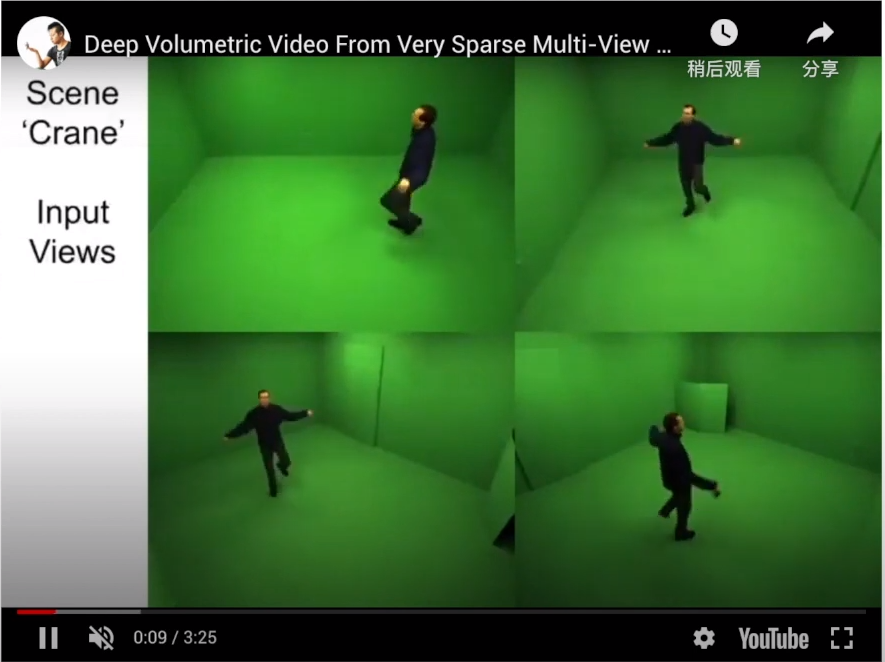 Deep Volumetric Video From Very Sparse Multi-View ...
稍后观看
分享
Scene
‘Crane’
Input
Views
0:09 / 3:25
YouTube